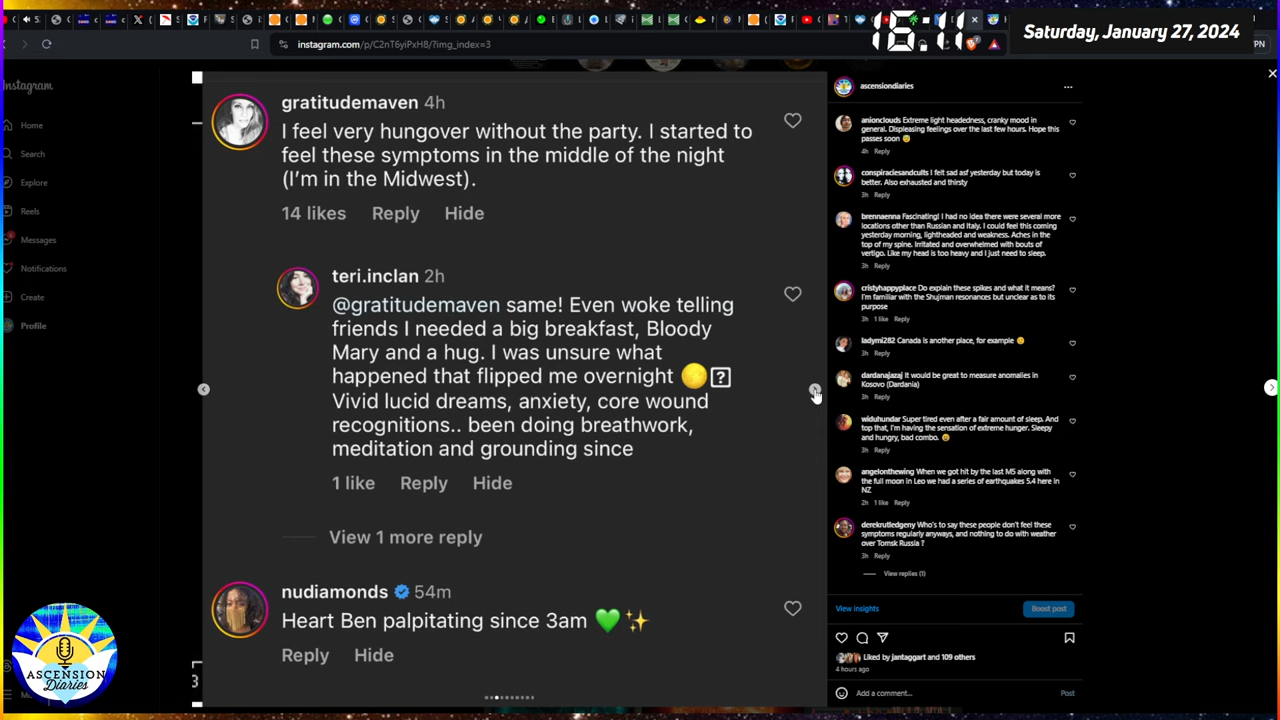 instagram.com/p/C2nT6yiPxH8/?img_index=3
16:11
Saturday, January 27, 2024
VPN
Instagram
Home
Search
Explore
Reels
Messages
Notifications
Create
Profile
gratitudemaven 4h
I feel very hungover without the party. I started to
feel these symptoms in the middle of the night
(I'm in the Midwest).
14 likes Reply Hide
teri.inclan 2h
@gratitudemaven same! Even woke telling
friends I needed a big breakfast, Bloody
Mary and a hug. I was unsure what
happened that flipped me overnight 🌕⍰
Vivid lucid dreams, anxiety, core wound
recognitions.. been doing breathwork,
meditation and grounding since
1 like Reply Hide
View 1 more reply
nudiamonds 54m
Heart Ben palpitating since 3am 💚✨
Reply Hide
ascensiondiaries
anionclouds Extreme light headedness, cranky mood in
general. Displeasing feelings over the last few hours. Hope this
passes soon
4h Reply
conspiraciesandcults I felt sad asf yesterday but today is
better. Also exhausted and thirsty
3h Reply
brennaenna Fascinating! I had no idea there were several more
locations other than Russian and Italy. I could feel this coming
yesterday morning, lightheaded and weakness. Aches in the
top of my spine. Irritated and overwhelmed with bouts of
vertigo. Like my head is too heavy and I just need to sleep.
3h Reply
cristyhappyplace Do explain these spikes and what it means?
I'm familiar with the Shujman resonances but unclear as to its
purpose
3h 1 like Reply
ladymi282 Canada is another place, for example
3h Reply
dardanajazaj It would be great to measure anomalies in
Kosovo (Dardania)
3h Reply
widuhundar Super tired even after a fair amount of sleep. And
top that, I'm having the sensation of extreme hunger. Sleepy
and hungry, bad combo.
3h Reply
angelonthewing When we got hit by the last M5 along with
the full moon in Leo we had a series of earthquakes 5.4 here in
NZ
2h 1 like Reply
derekrutledgeny Who's to say these people don't feel these
symptoms regularly anyways, and nothing to do with weather
over Tomsk Russia ?
3h Reply
View replies (1)
View insights Boost post
Liked by jantaggart and 109 others
4 hours ago
Add a comment... Post
ASCENSION
Diaries